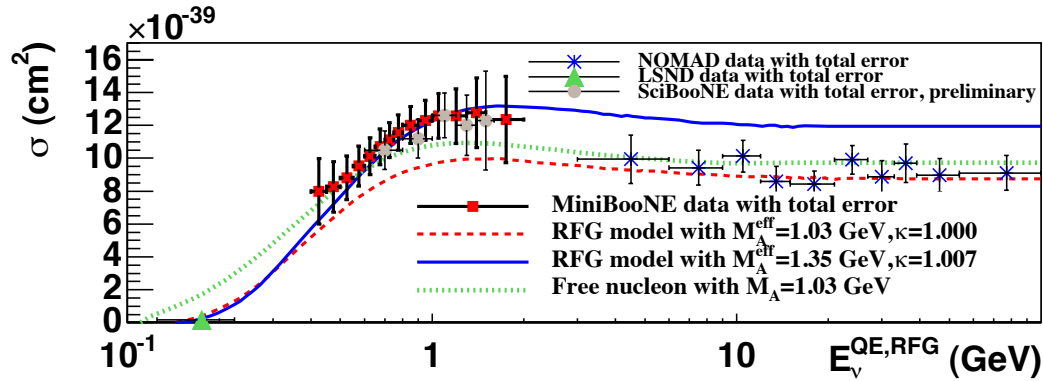 ×10⁻³⁹
σ (cm²)
16
14
12
10
8
6
4
2
0
NOMAD data with total error
LSND data with total error
SciBooNE data with total error, preliminary
MiniBooNE data with total error
RFG model with M_A^eff=1.03 GeV,κ=1.000
RFG model with M_A^eff=1.35 GeV,κ=1.007
Free nucleon with M_A=1.03 GeV
10⁻¹ 1 10 E_ν^QE,RFG (GeV)